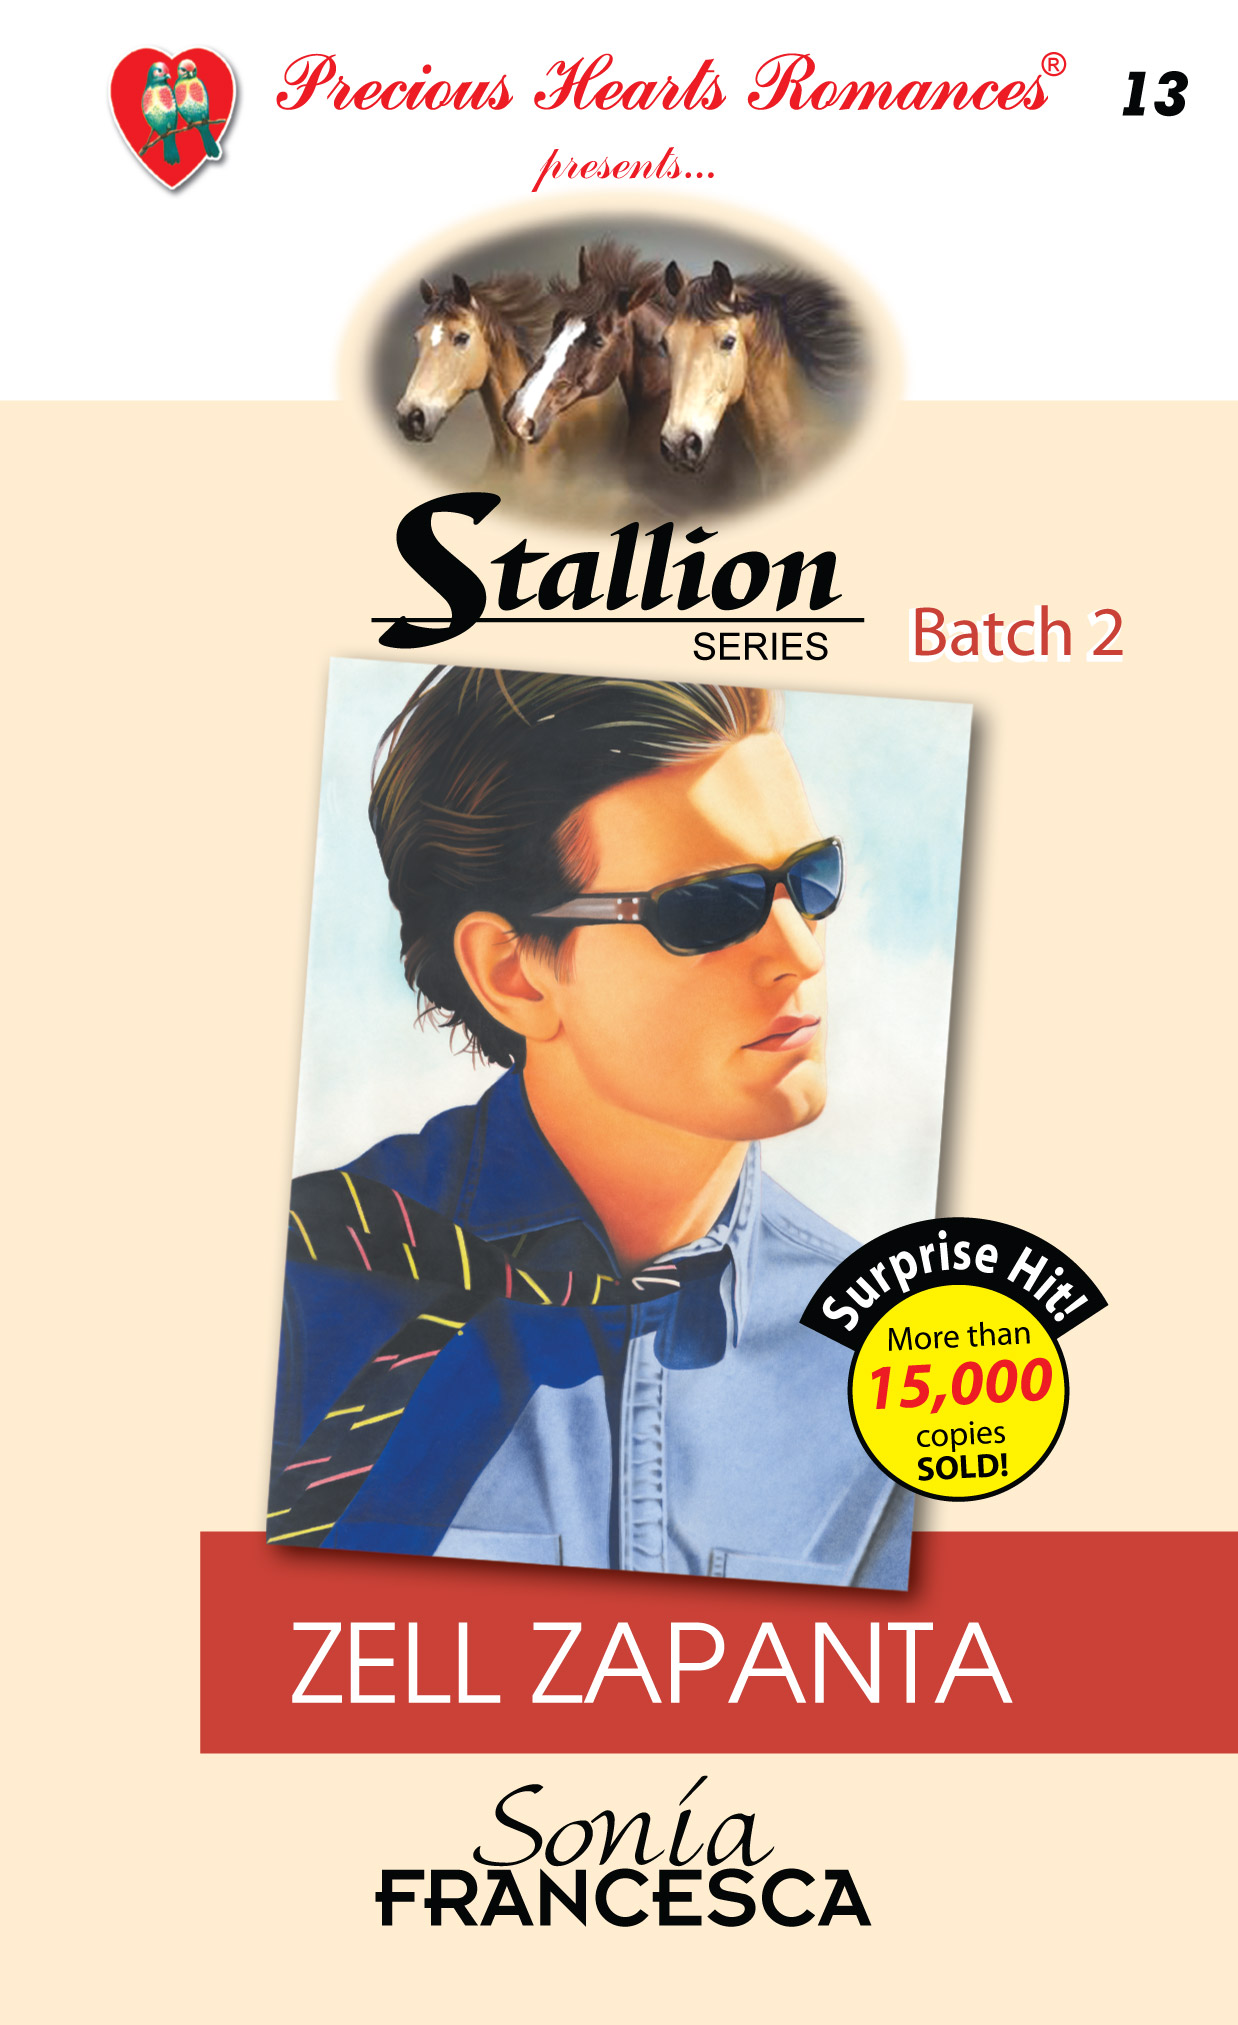 Precious Hearts Romances® 13
presents...
Stallion
SERIES
Batch 2
Surprise Hit!
More than
15,000
copies
SOLD!
ZELL ZAPANTA
Sonia
FRANCESCA